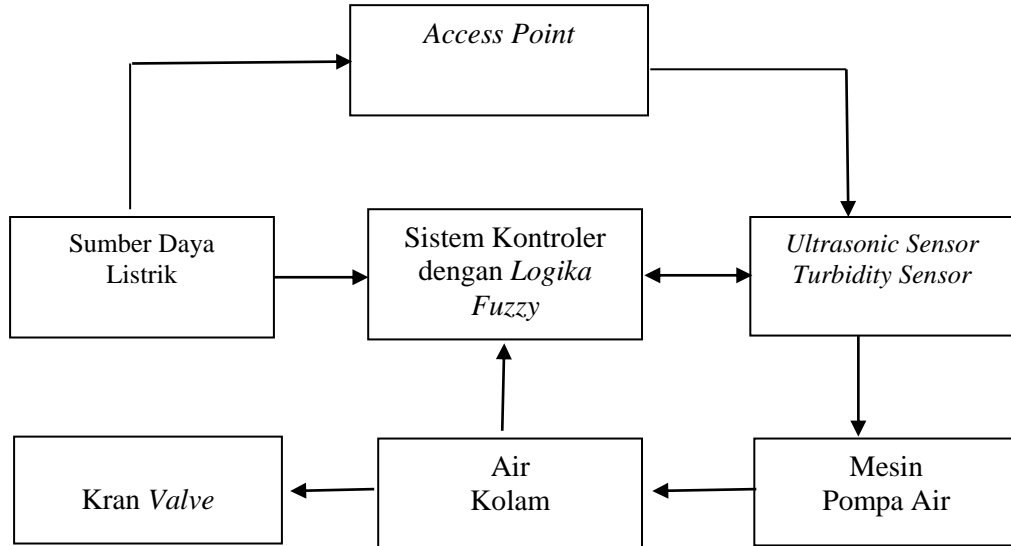 Access Point
Sumber Daya
Listrik
Sistem Kontroler
dengan Logika
Fuzzy
Ultrasonic Sensor
Turbidity Sensor
Kran Valve
Air
Kolam
Mesin
Pompa Air